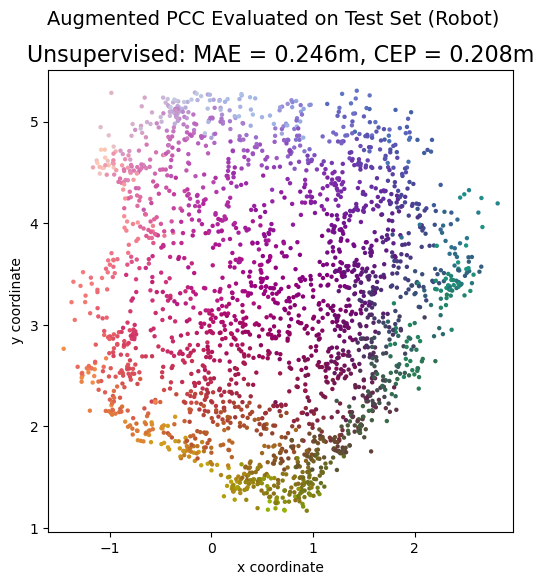 Augmented PCC Evaluated on Test Set (Robot)
Unsupervised: MAE = 0.246m, CEP = 0.208m
5
4
3
2
1
y coordinate
−1
0
1
2
x coordinate